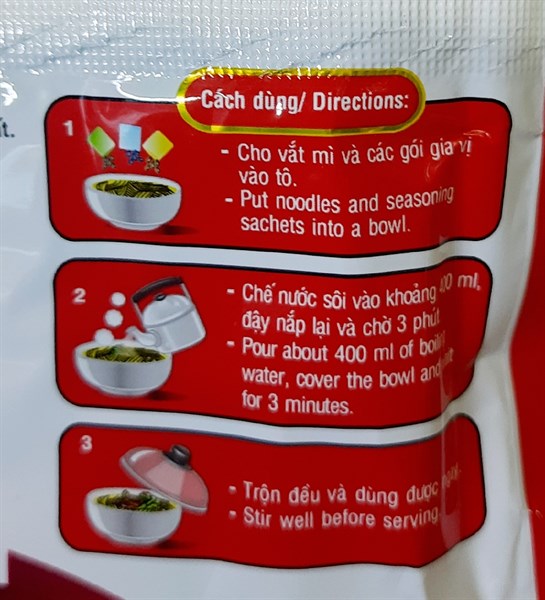 ít.
Cách dùng/ Directions:
1
- Cho vắt mì và các gói gia vị
vào tô.
- Put noodles and seasoning
sachets into a bowl.
2
- Chế nước sôi vào khoảng ml,
đậy nắp lại và chờ 3 phút
- Pour about 400 ml of
water, cover the bowl and
for 3 minutes.
3
- Trộn đều và dùng được
- Stir well before serving